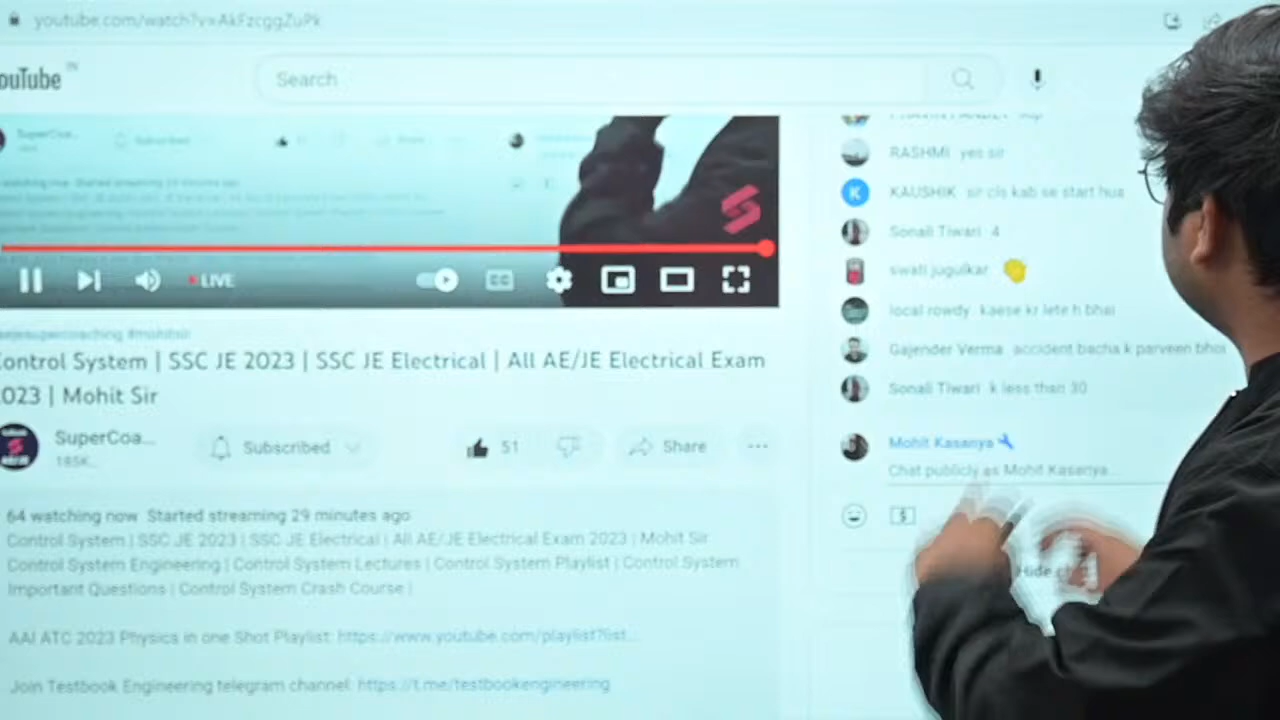 youtube.com/watch?v=AkFzcggZuPk
ouTube IN
Search
Subscribed
Share
LIVE
CC
RASHMI yes sir
K KAUSHIK sir cls kab se start hua
Sonali Tiwari 4
swati jugulkar
local rowdy kaese kr lete h bhai
Gajender Verma accident bacha k parveen bhai
Sonali Tiwari k less than 30
Mohit Kasanya
Chat publicly as Mohit Kasanya...
$
Hide
ontrol System | SSC JE 2023 | SSC JE Electrical | All AE/JE Electrical Exam
023 | Mohit Sir
SuperCoa...
185K
Subscribed
51
Share
64 watching now Started streaming 29 minutes ago
Control System | SSC JE 2023 | SSC JE Electrical | All AE/JE Electrical Exam 2023 | Mohit Sir
Control System Engineering | Control System Lectures | Control System Playlist | Control System
Important Questions | Control System Crash Course |
AAI ATC 2023 Physics in one Shot Playlist: https://www.youtube.com/playlist?list...
Join Testbook Engineering telegram channel: https://t.me/testbookengineering